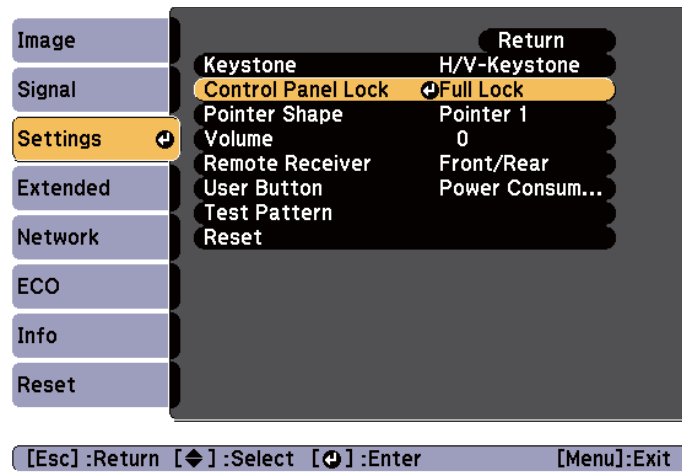 Image
Signal
Settings
Extended
Network
ECO
Info
Reset
Return
Keystone H/V-Keystone
Control Panel Lock Full Lock
Pointer Shape Pointer 1
Volume 0
Remote Receiver Front/Rear
User Button Power Consum...
Test Pattern
Reset
[Esc] :Return [◆] :Select [⏎] :Enter [Menu]:Exit